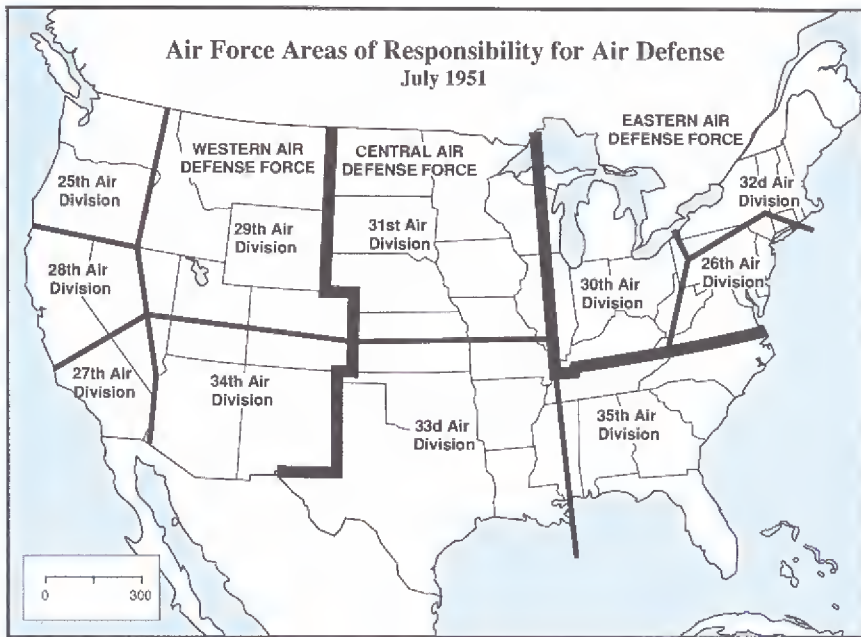 Air Force Areas of Responsibility for Air Defense
July 1951
EASTERN AIR
DEFENSE FORCE
WESTERN AIR
DEFENSE FORCE
CENTRAL AIR
DEFENSE FORCE
25th Air
Division
32d Air
Division
29th Air
Division
31st Air
Division
28th Air
Division
30th Air
Division
26th Air
Division
27th Air
Division
34th Air
Division
33d Air
Division
35th Air
Division
0 300